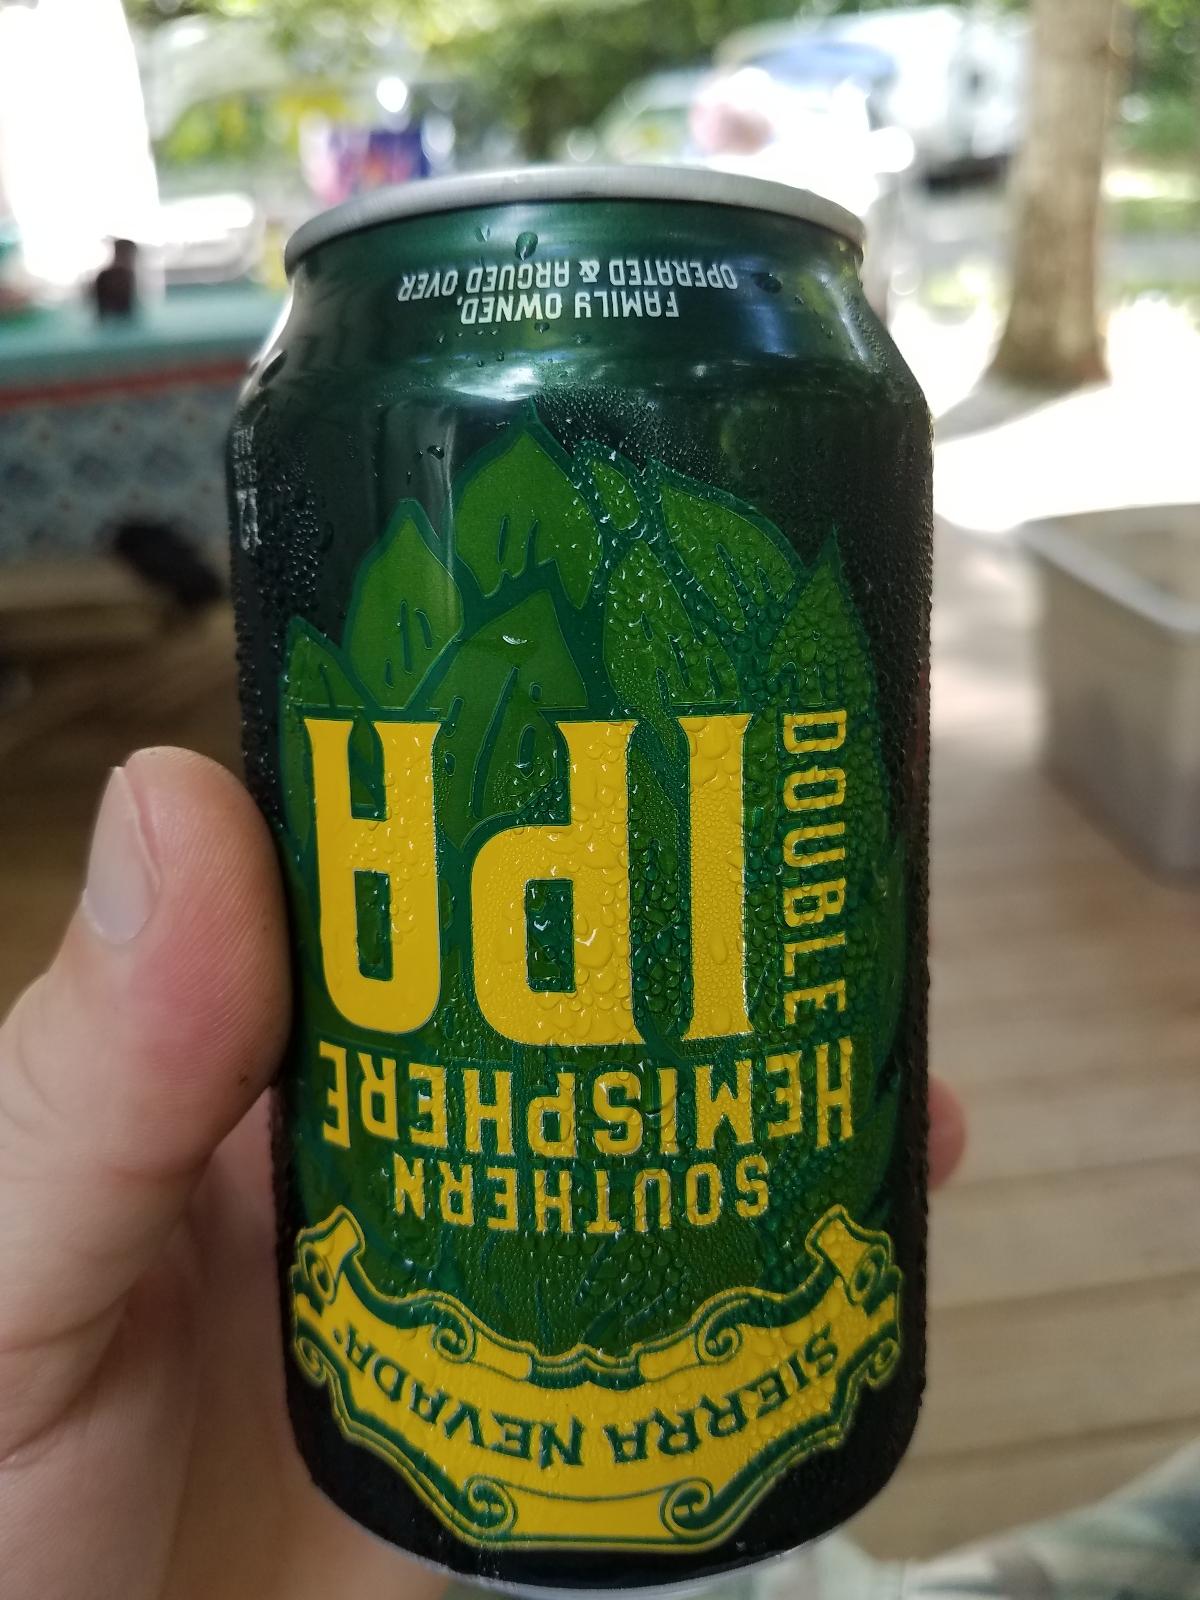 SIERRA NEVADA®
SOUTHERN
HEMISPHERE
DOUBLE
IPA
FAMILY OWNED,
OPERATED & ARGUED OVER